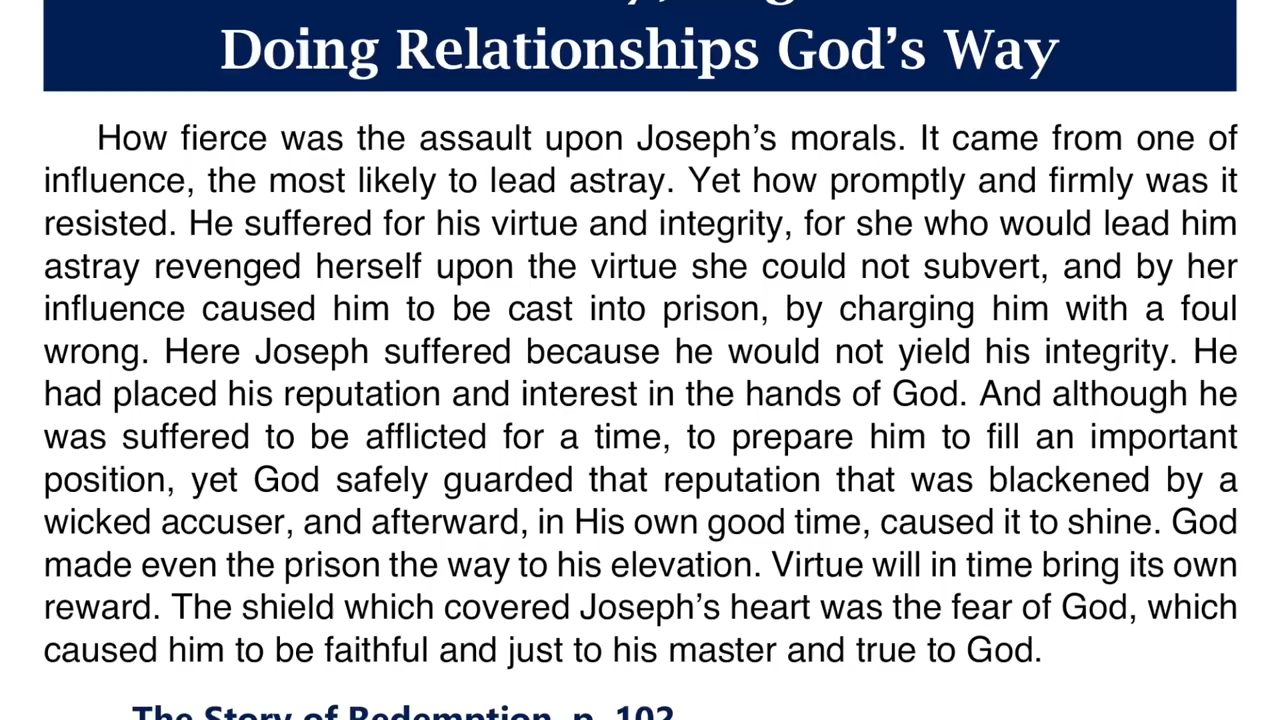 Doing Relationships God's Way
How fierce was the assault upon Joseph's morals. It came from one of
influence, the most likely to lead astray. Yet how promptly and firmly was it
resisted. He suffered for his virtue and integrity, for she who would lead him
astray revenged herself upon the virtue she could not subvert, and by her
influence caused him to be cast into prison, by charging him with a foul
wrong. Here Joseph suffered because he would not yield his integrity. He
had placed his reputation and interest in the hands of God. And although he
was suffered to be afflicted for a time, to prepare him to fill an important
position, yet God safely guarded that reputation that was blackened by a
wicked accuser, and afterward, in His own good time, caused it to shine. God
made even the prison the way to his elevation. Virtue will in time bring its own
reward. The shield which covered Joseph's heart was the fear of God, which
caused him to be faithful and just to his master and true to God.
The Story of Redemption, p. 102